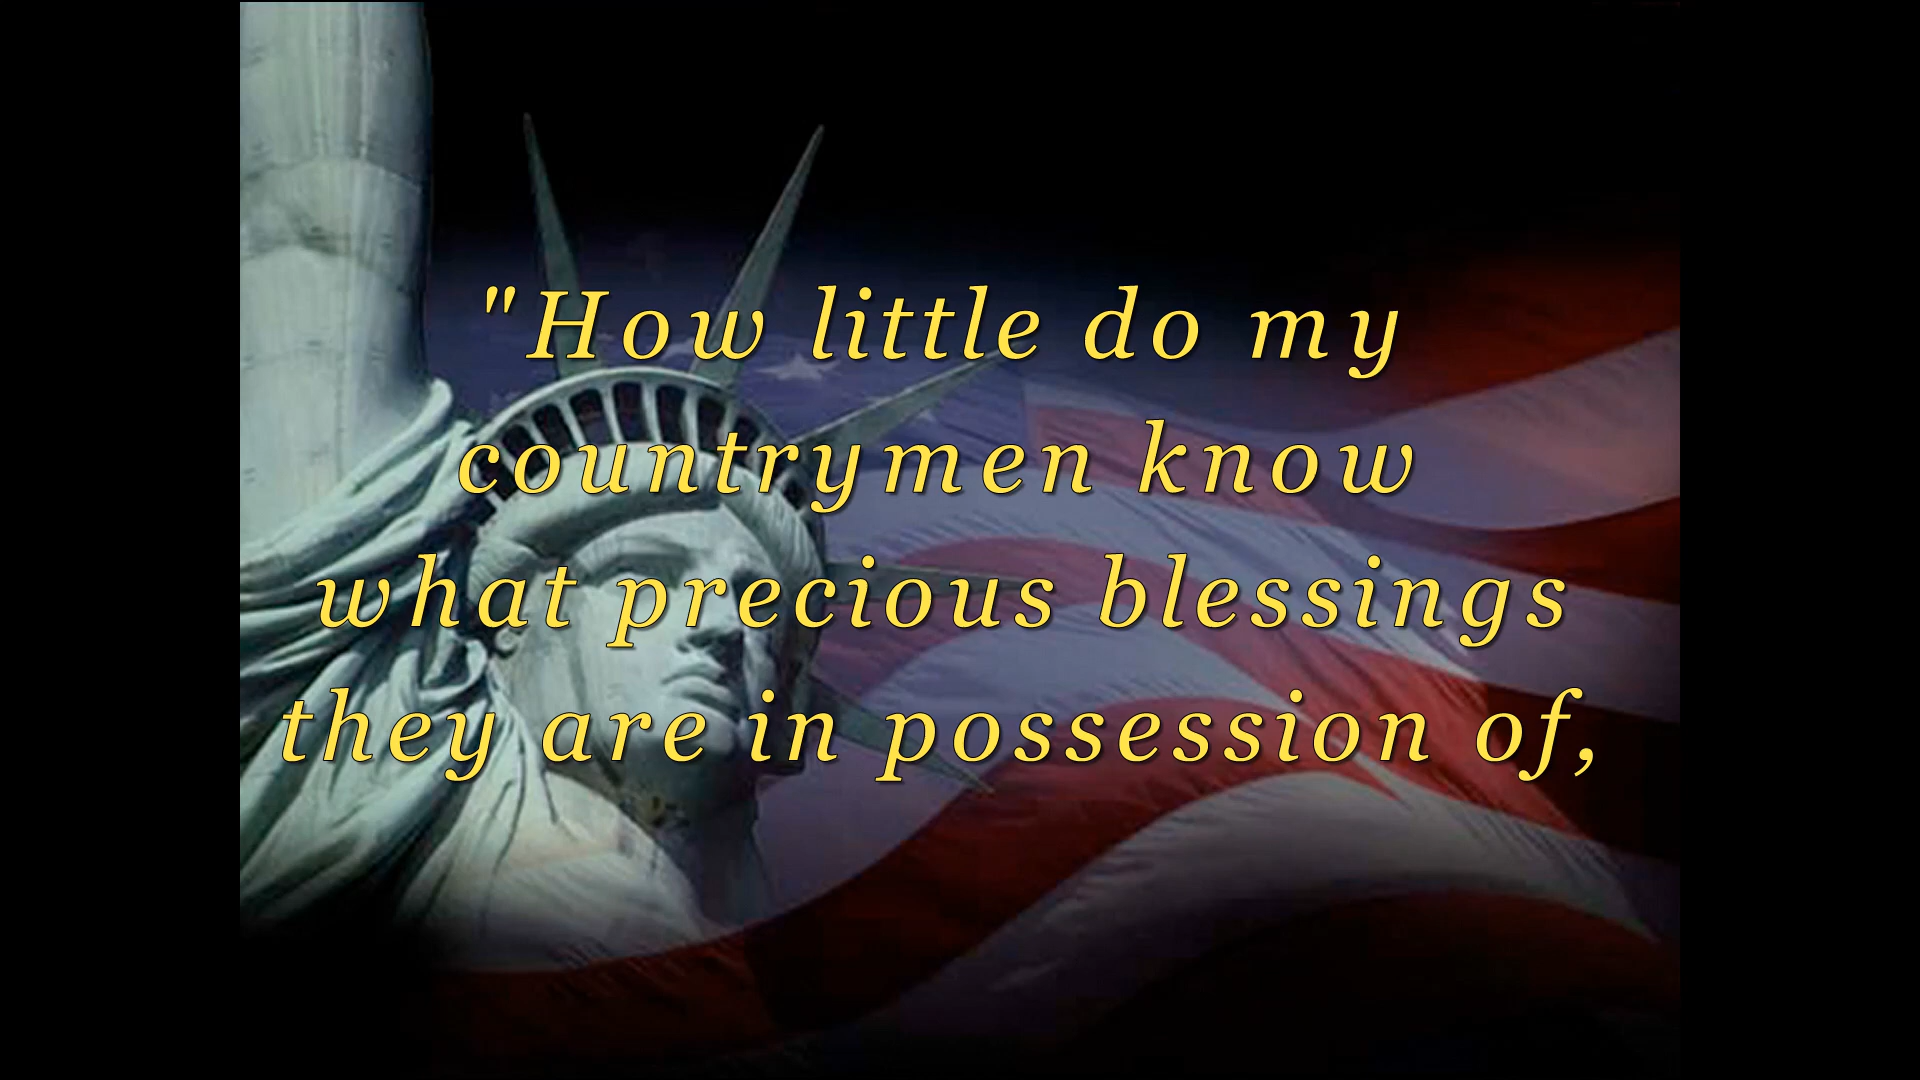 "How little do my
countrymen know
what precious blessings
they are in possession of,